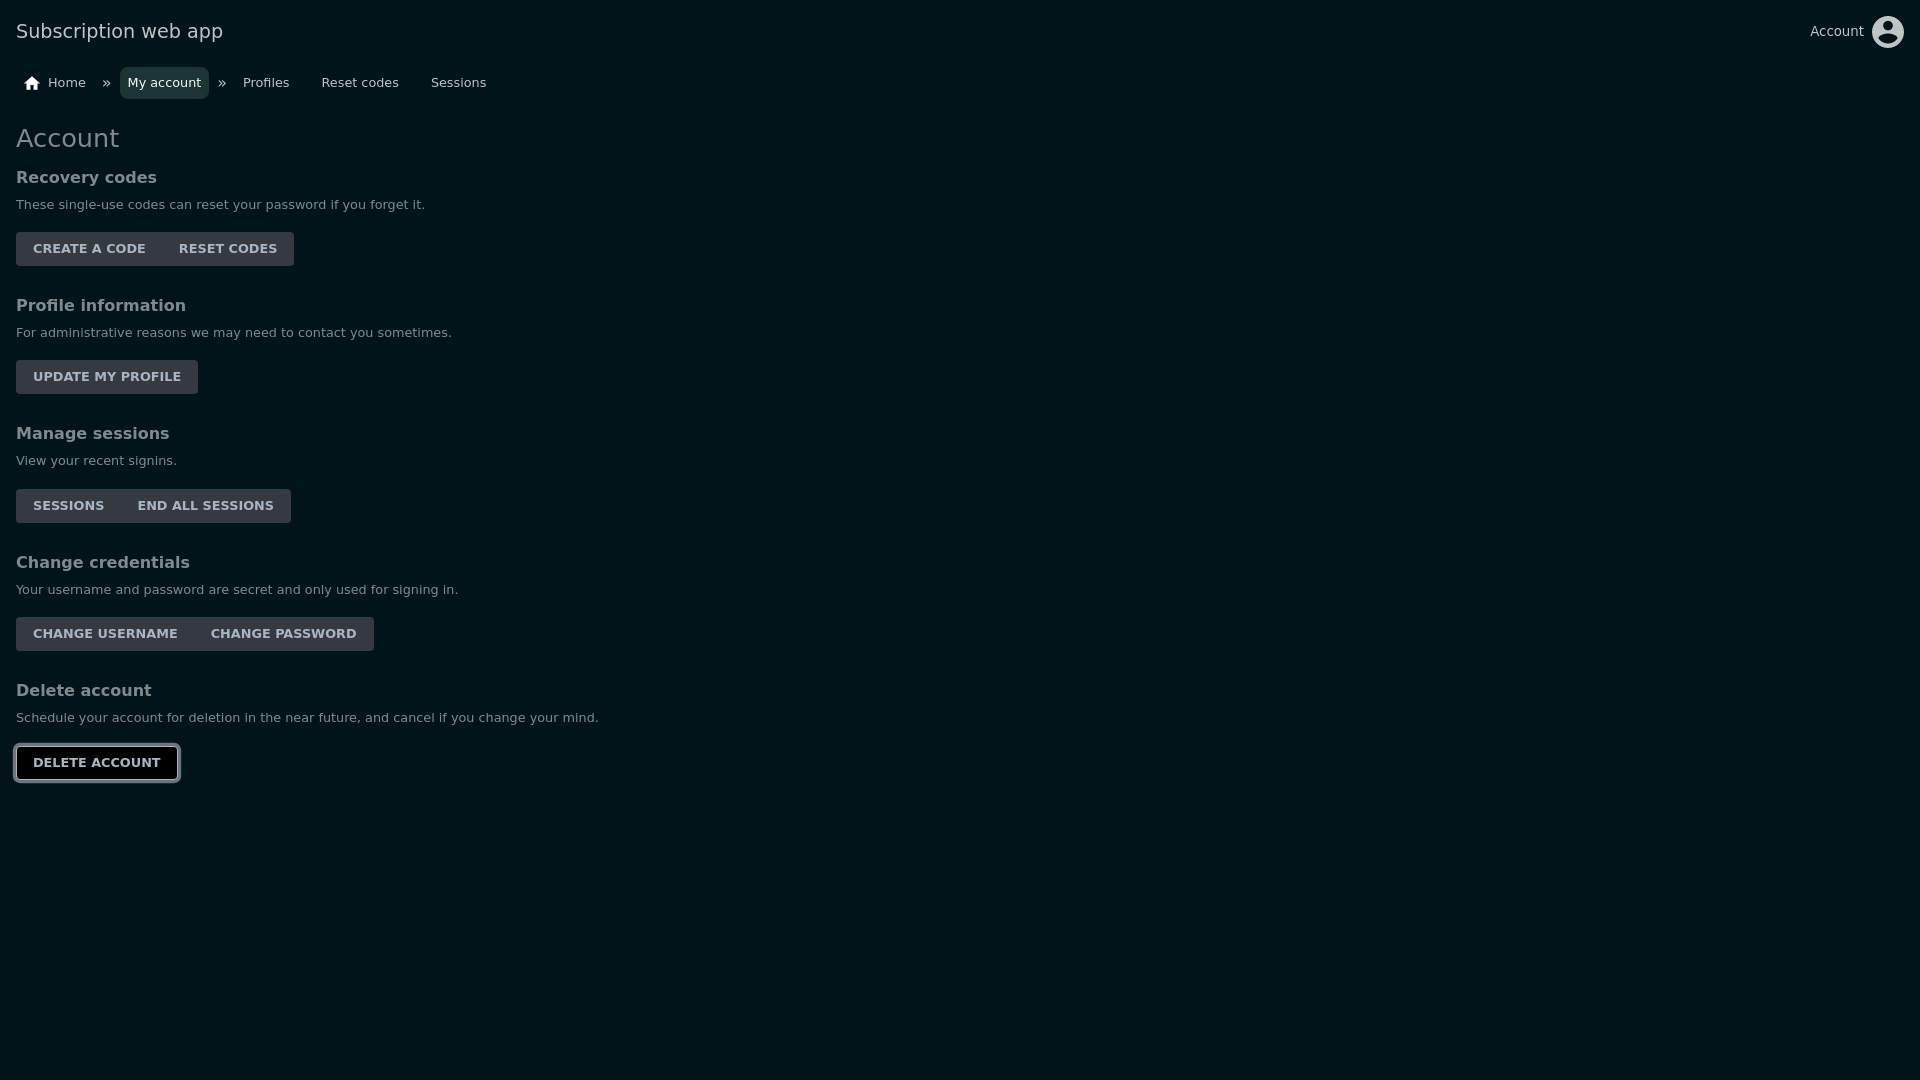 Subscription web app
Account
Home » My account » Profiles Reset codes Sessions
Account
Recovery codes
These single-use codes can reset your password if you forget it.
CREATE A CODE RESET CODES
Profile information
For administrative reasons we may need to contact you sometimes.
UPDATE MY PROFILE
Manage sessions
View your recent signins.
SESSIONS END ALL SESSIONS
Change credentials
Your username and password are secret and only used for signing in.
CHANGE USERNAME CHANGE PASSWORD
Delete account
Schedule your account for deletion in the near future, and cancel if you change your mind.
DELETE ACCOUNT